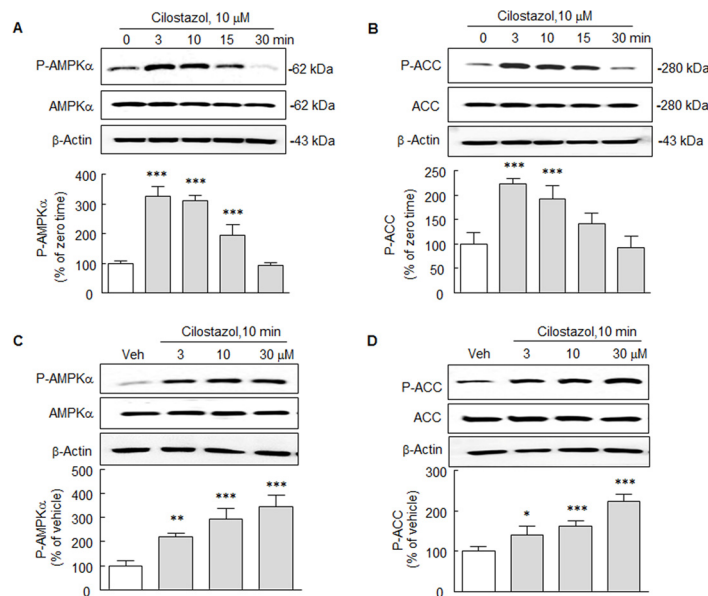 A
Cilostazol, 10 µM
0 3 10 15 30 min
P-AMPKα
-62 kDa
AMPKα
-62 kDa
β-Actin
-43 kDa
P-AMPKα
(% of zero time)
400
300
200
100
0
***
***
***
B
Cilostazol, 10 µM
0 3 10 15 30 min
P-ACC
-280 kDa
ACC
-280 kDa
β-Actin
-43 kDa
P-ACC
(% of zero time)
250
200
150
100
50
0
***
***
C
Cilostazol,10 min
Veh 3 10 30 µM
P-AMPKα
AMPKα
β-Actin
P-AMPKα
(% of vehicle)
500
400
300
200
100
0
**
***
***
D
Cilostazol,10 min
Veh 3 10 30 µM
P-ACC
ACC
β-Actin
P-ACC
(% of vehicle)
300
200
100
0
*
***
***